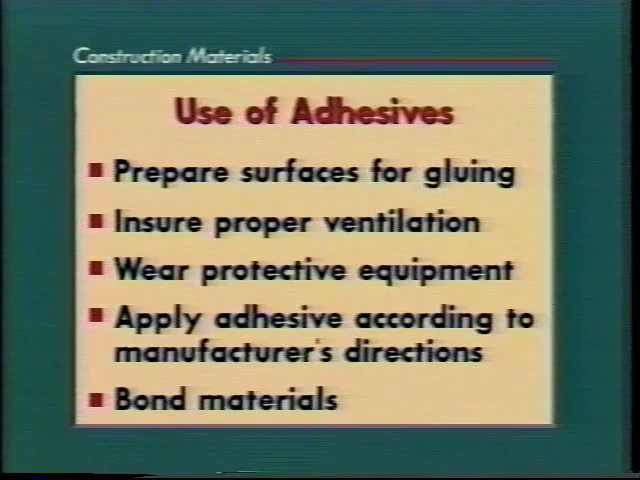 Construction Materials
Use of Adhesives
Prepare surfaces for gluing
Insure proper ventilation
Wear protective equipment
Apply adhesive according to
manufacturer's directions
Bond materials